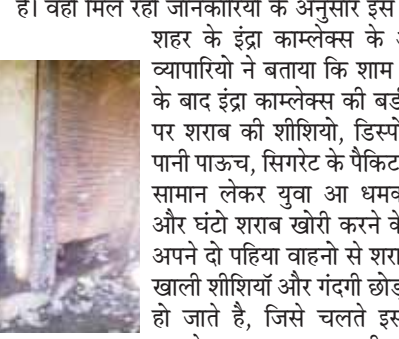 है। वहीं मिल रही जानकारियों के अनुसार इस
शहर के इंद्रा काम्लेक्स के
व्यापारियो ने बताया कि शाम
के बाद इंद्रा काम्लेक्स की बडी
पर शराब की शीशियो, डिस्पो
पानी पाऊच, सिगरेट के पैकिट
सामान लेकर युवा आ धमक
और घंटो शराब खोरी करने के
अपने दो पहिया वाहनो से शरा
खाली शीशियॉ और गंदगी छोड़
हो जाते है, जिसे चलते इस